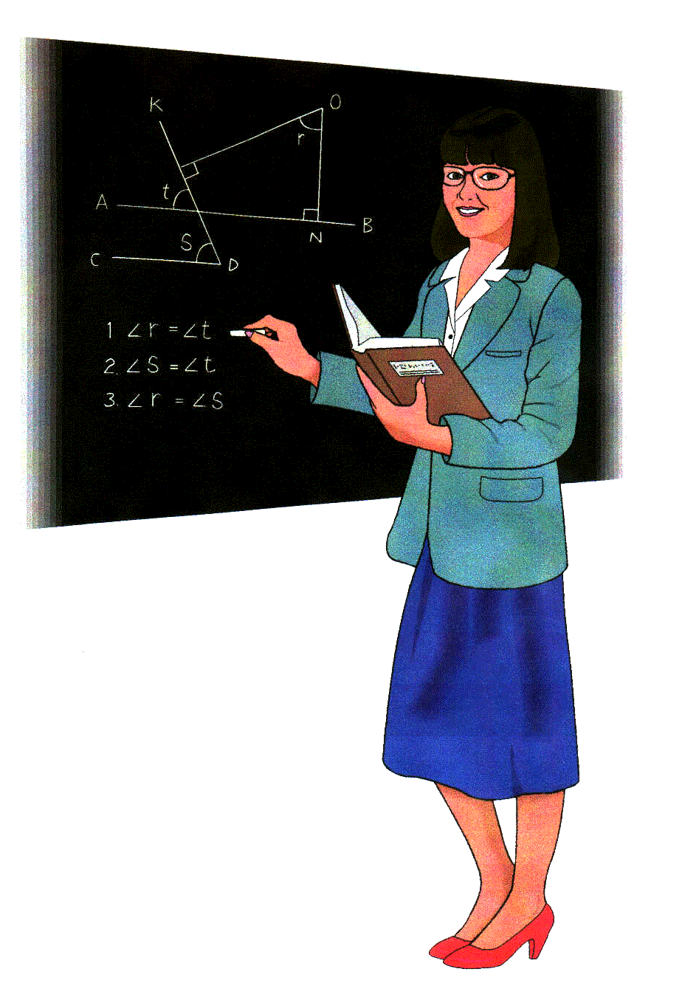 K
O
r
t
A
B
N
S
C
D
1 ∠r = ∠t
2. ∠S = ∠t
3. ∠r = ∠S